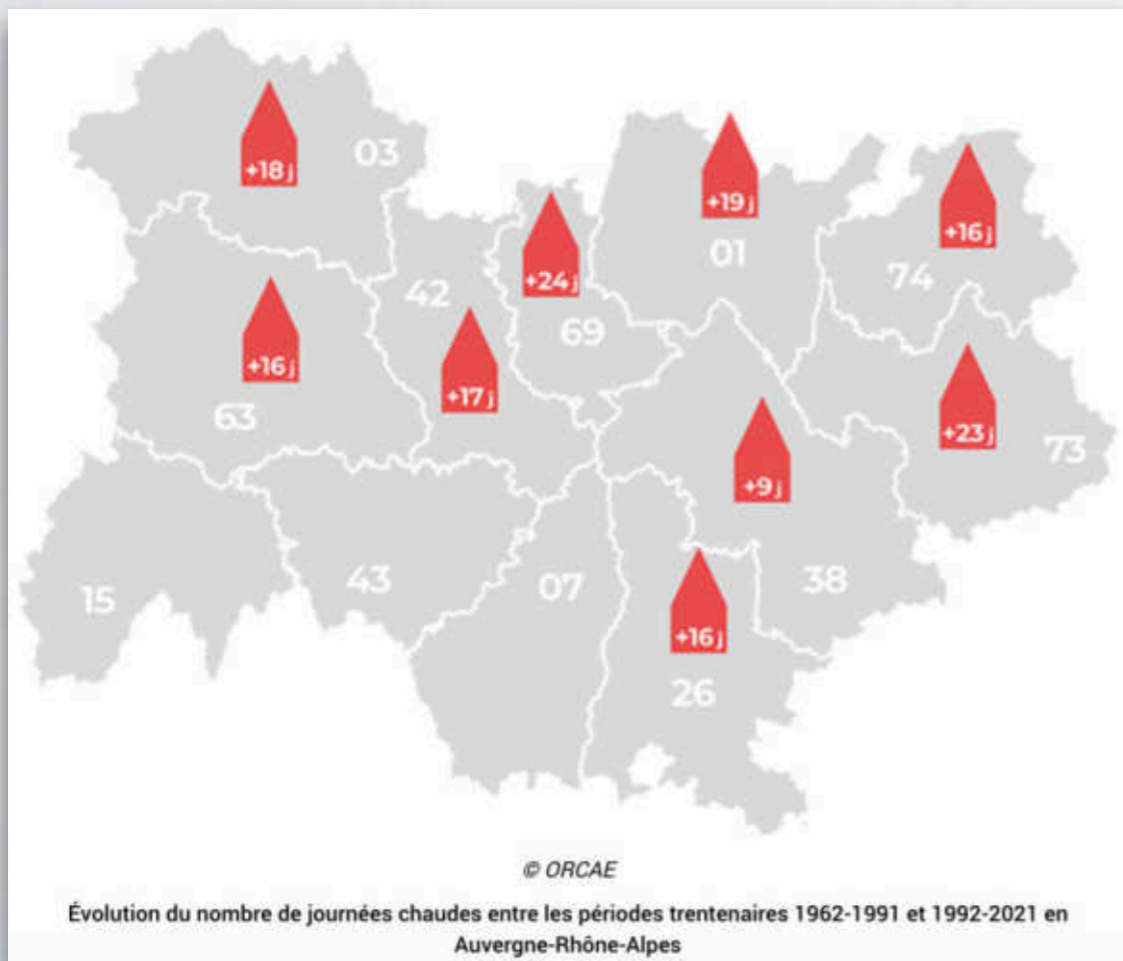 +18 j
03
+19 j
+16 j
+24 j
01
74
42
69
+16 j
+17 j
63
+23 j
73
+9 j
15
43
07
38
+16 j
26
© ORCAE
Évolution du nombre de journées chaudes entre les périodes trentenaires 1962-1991 et 1992-2021 en
Auvergne-Rhône-Alpes